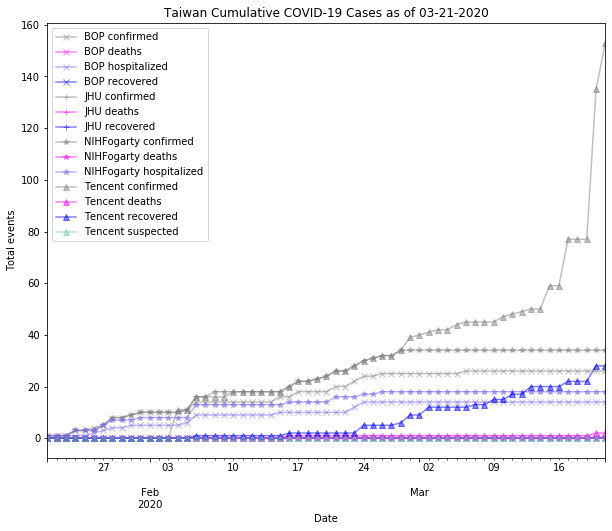 Taiwan Cumulative COVID-19 Cases as of 03-21-2020
160
140
120
100
80
60
40
20
0
Total events
BOP confirmed
BOP deaths
BOP hospitalized
BOP recovered
JHU confirmed
JHU deaths
JHU recovered
NIHFogarty confirmed
NIHFogarty deaths
NIHFogarty hospitalized
Tencent confirmed
Tencent deaths
Tencent recovered
Tencent suspected
27 03 10 17 24 02 09 16
Feb Mar
2020
Date